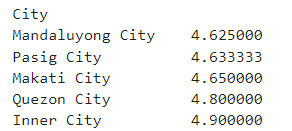 City
Mandaluyong City    4.625000
Pasig City          4.633333
Makati City         4.650000
Quezon City         4.800000
Inner City          4.900000